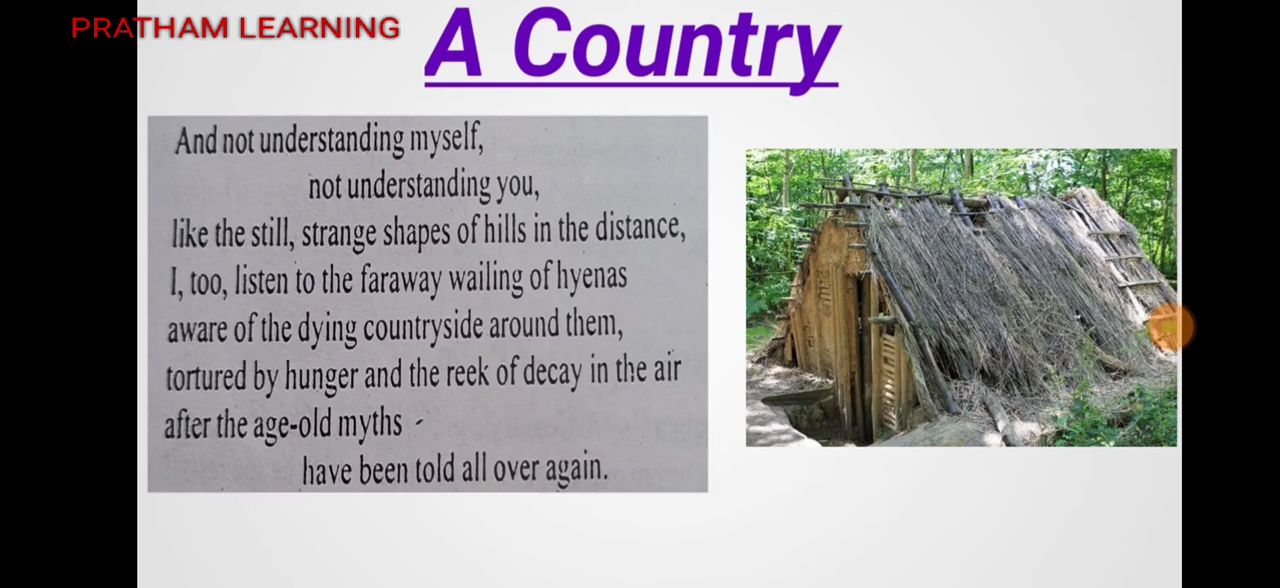 PRATHAM LEARNING
A Country
And not understanding myself,
not understanding you,
like the still, strange shapes of hills in the distance,
I, too, listen to the faraway wailing of hyenas
aware of the dying countryside around them,
tortured by hunger and the reek of decay in the air
after the age-old myths -
have been told all over again.